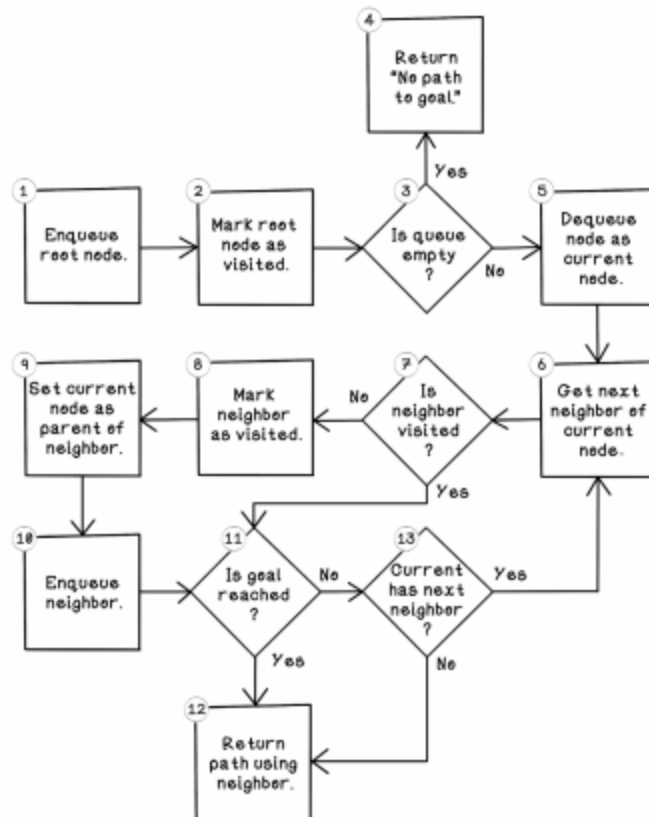 4
Return
"No path
to goal."
Yes
1
Enqueue
root node.
2
Mark root
node as
visited.
3
Is queue
empty
?
No
5
Dequeue
node as
current
node.
9
Set current
node as
parent of
neighbor.
8
Mark
neighbor
as visited.
No
7
Is
neighbor
visited
?
Yes
6
Get next
neighbor of
current
node.
10
Enqueue
neighbor.
11
Is goal
reached
?
No
13
Current
has next
neighbor
?
Yes
Yes
No
12
Return
path using
neighbor.